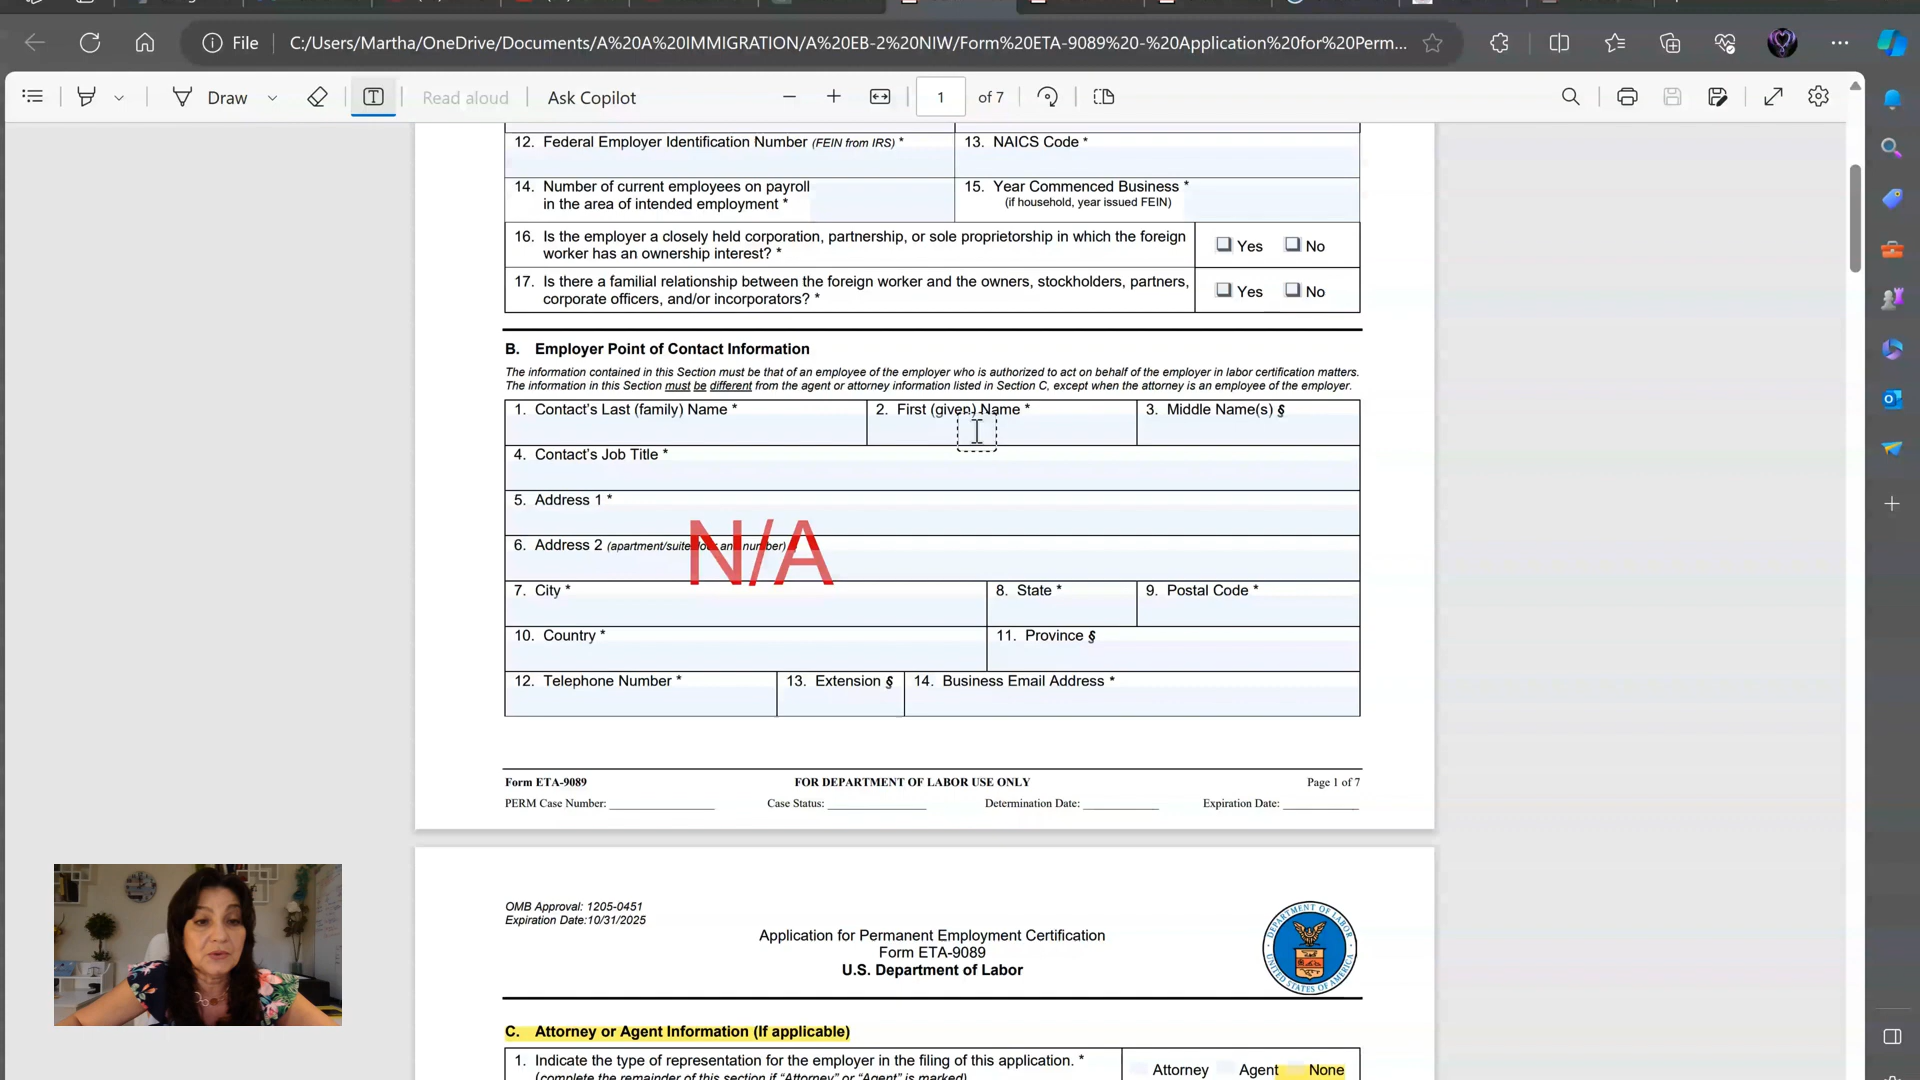 File
C:/Users/Martha/OneDrive/Documents/A%20A%20IMMIGRATION/A%20EB-2%20NIW/Form%20ETA-9089%20-%20Application%20for%20Perm...
Draw
Read aloud
Ask Copilot
1 of 7
12. Federal Employer Identification Number (FEIN from IRS) *
13. NAICS Code *
14. Number of current employees on payroll
in the area of intended employment *
15. Year Commenced Business *
(if household, year issued FEIN)
16. Is the employer a closely held corporation, partnership, or sole proprietorship in which the foreign
worker has an ownership interest? *
Yes No
17. Is there a familial relationship between the foreign worker and the owners, stockholders, partners,
corporate officers, and/or incorporators? *
Yes No
B. Employer Point of Contact Information
The information contained in this Section must be that of an employee of the employer who is authorized to act on behalf of the employer in labor certification matters.
The information in this Section must be different from the agent or attorney information listed in Section C, except when the attorney is an employee of the employer.
1. Contact's Last (family) Name *
2. First (given) Name *
3. Middle Name(s) §
4. Contact's Job Title *
5. Address 1 *
N/A
6. Address 2 (apartment/suite/floor and number)
7. City *
8. State *
9. Postal Code *
10. Country *
11. Province §
12. Telephone Number *
13. Extension §
14. Business Email Address *
Form ETA-9089
FOR DEPARTMENT OF LABOR USE ONLY
Page 1 of 7
PERM Case Number:
Case Status:
Determination Date:
Expiration Date:
OMB Approval: 1205-0451
Expiration Date:10/31/2025
Application for Permanent Employment Certification
Form ETA-9089
U.S. Department of Labor
DEPARTMENT OF LABOR
UNITED STATES OF AMERICA
C. Attorney or Agent Information (If applicable)
1. Indicate the type of representation for the employer in the filing of this application. *
(complete the remainder of this section if "Attorney" or "Agent" is marked)
Attorney Agent None